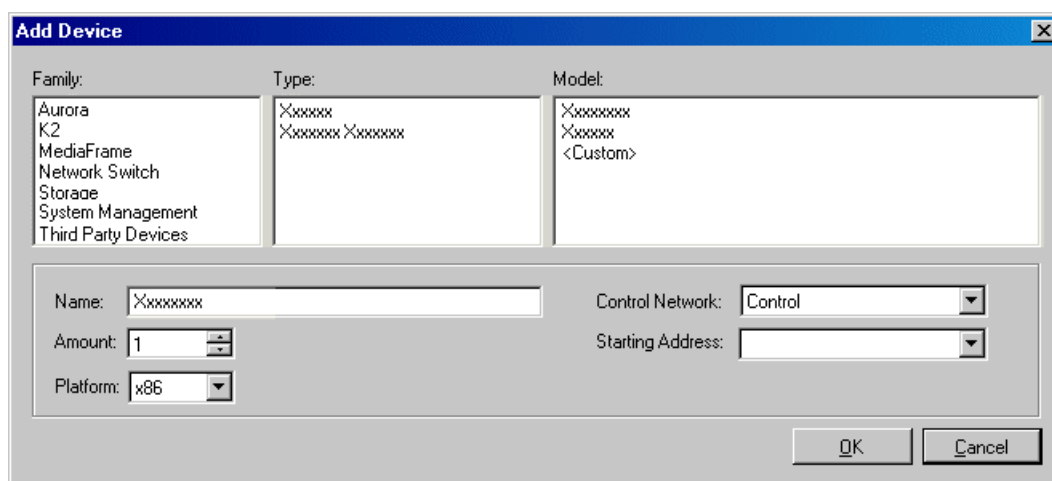 Add Device
Family:
Type:
Model:
Aurora
K2
MediaFrame
Network Switch
Storage
System Management
Third Party Devices
Xxxxxx
Xxxxxxx Xxxxxxx
Xxxxxxxx
Xxxxxx
<Custom>
Name: Xxxxxxxx
Control Network: Control
Amount: 1
Starting Address:
Platform: x86
OK
Cancel